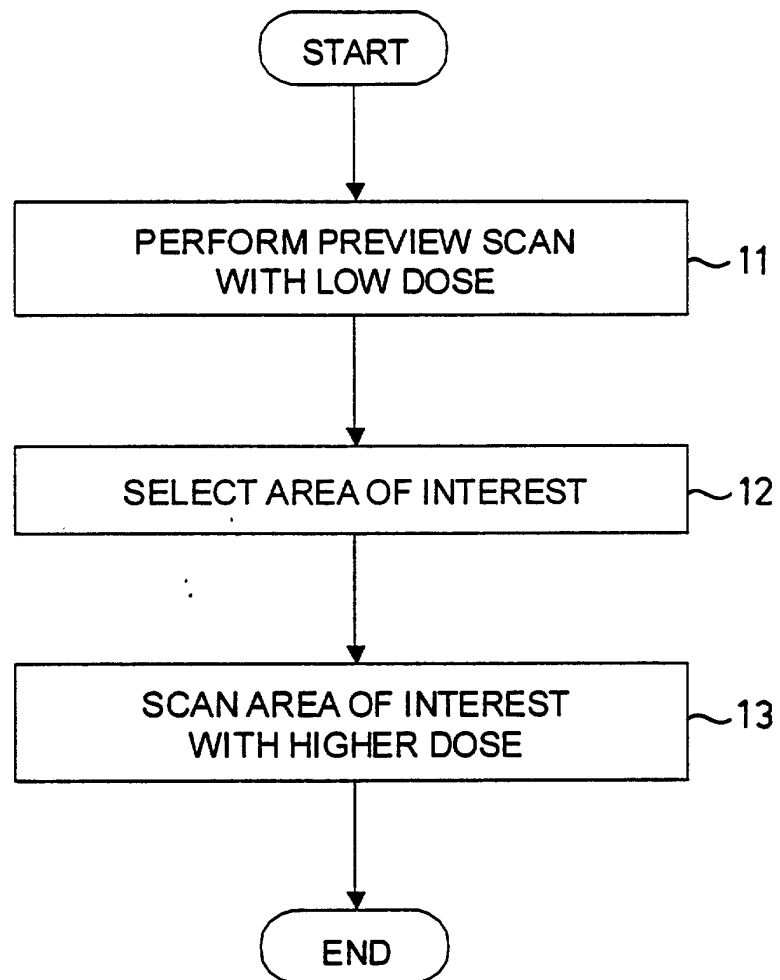 START
PERFORM PREVIEW SCAN
WITH LOW DOSE
11
SELECT AREA OF INTEREST
12
SCAN AREA OF INTEREST
WITH HIGHER DOSE
13
END